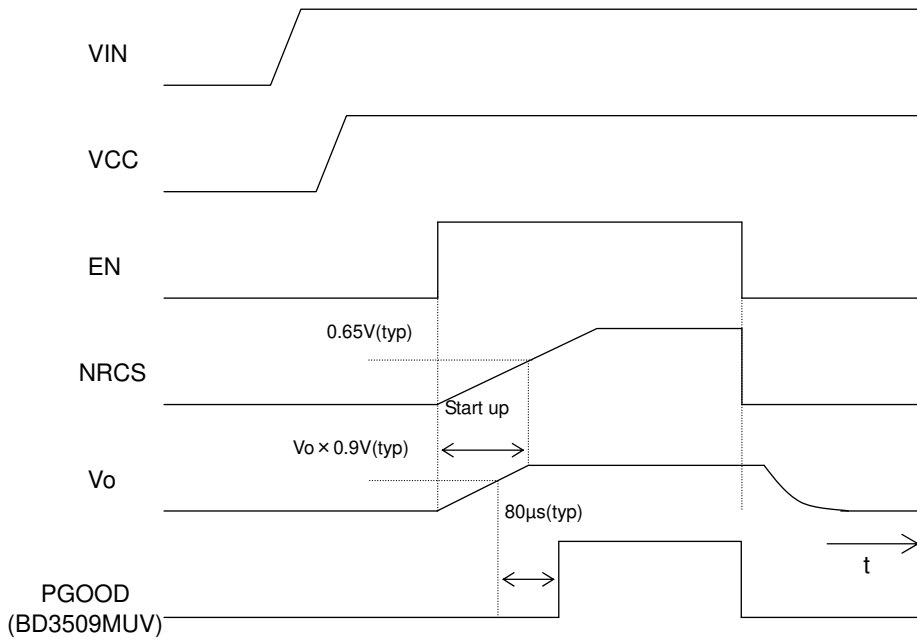 VIN
VCC
EN
0.65V(typ)
NRCS
Start up
Vo×0.9V(typ)
Vo
80µs(typ)
t
PGOOD
(BD3509MUV)